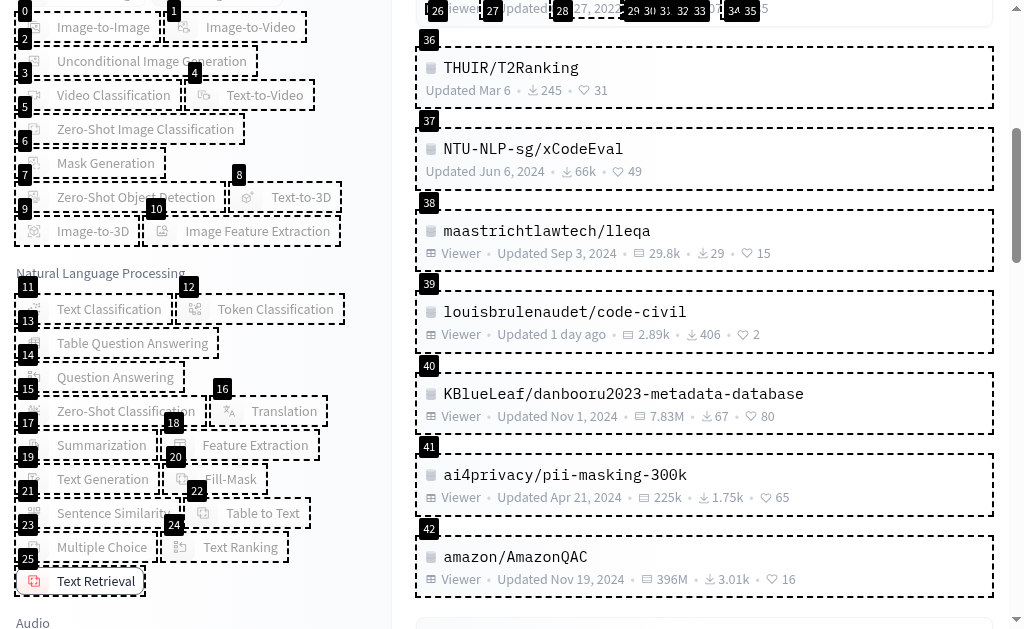 0 1
Image-to-Image Image-to-Video
2
Unconditional Image Generation
3 4
Video Classification Text-to-Video
5
Zero-Shot Image Classification
6
Mask Generation
7 8
Zero-Shot Object Detection Text-to-3D
9 10
Image-to-3D Image Feature Extraction
Natural Language Processing
11 12
Text Classification Token Classification
13
Table Question Answering
14
Question Answering
15 16
Zero-Shot Classification Translation
17 18
Summarization Feature Extraction
19 20
Text Generation Fill-Mask
21 22
Sentence Similarity Table to Text
23 24
Multiple Choice Text Ranking
25
Text Retrieval
Audio
26 27 28 29 30 31 32 33 34 35
Viewer Updated 27, 2022
36
THUIR/T2Ranking
Updated Mar 6 • 245 • 31
37
NTU-NLP-sg/xCodeEval
Updated Jun 6, 2024 • 66k • 49
38
maastrichtlawtech/lleqa
Viewer • Updated Sep 3, 2024 • 29.8k • 29 • 15
39
louisbrulenaudet/code-civil
Viewer • Updated 1 day ago • 2.89k • 406 • 2
40
KBlueLeaf/danbooru2023-metadata-database
Viewer • Updated Nov 1, 2024 • 7.83M • 67 • 80
41
ai4privacy/pii-masking-300k
Viewer • Updated Apr 21, 2024 • 225k • 1.75k • 65
42
amazon/AmazonQAC
Viewer • Updated Nov 19, 2024 • 396M • 3.01k • 16